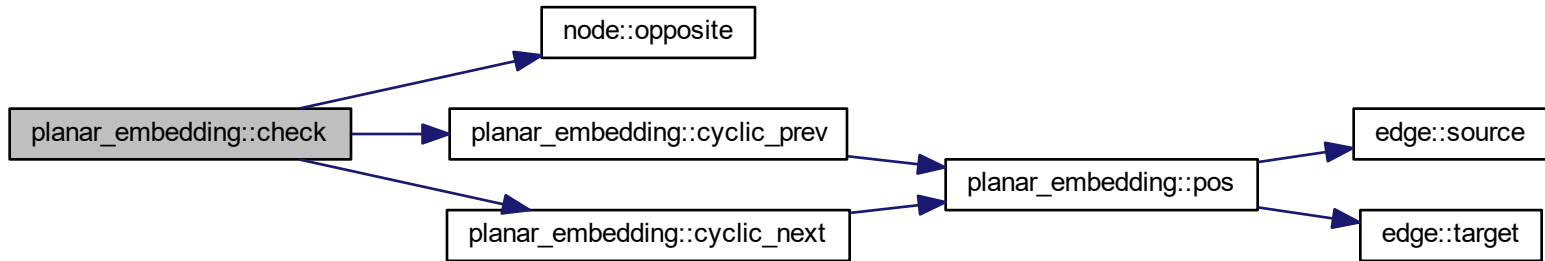 node::opposite
planar_embedding::check
planar_embedding::cyclic_prev
planar_embedding::cyclic_next
planar_embedding::pos
edge::source
edge::target